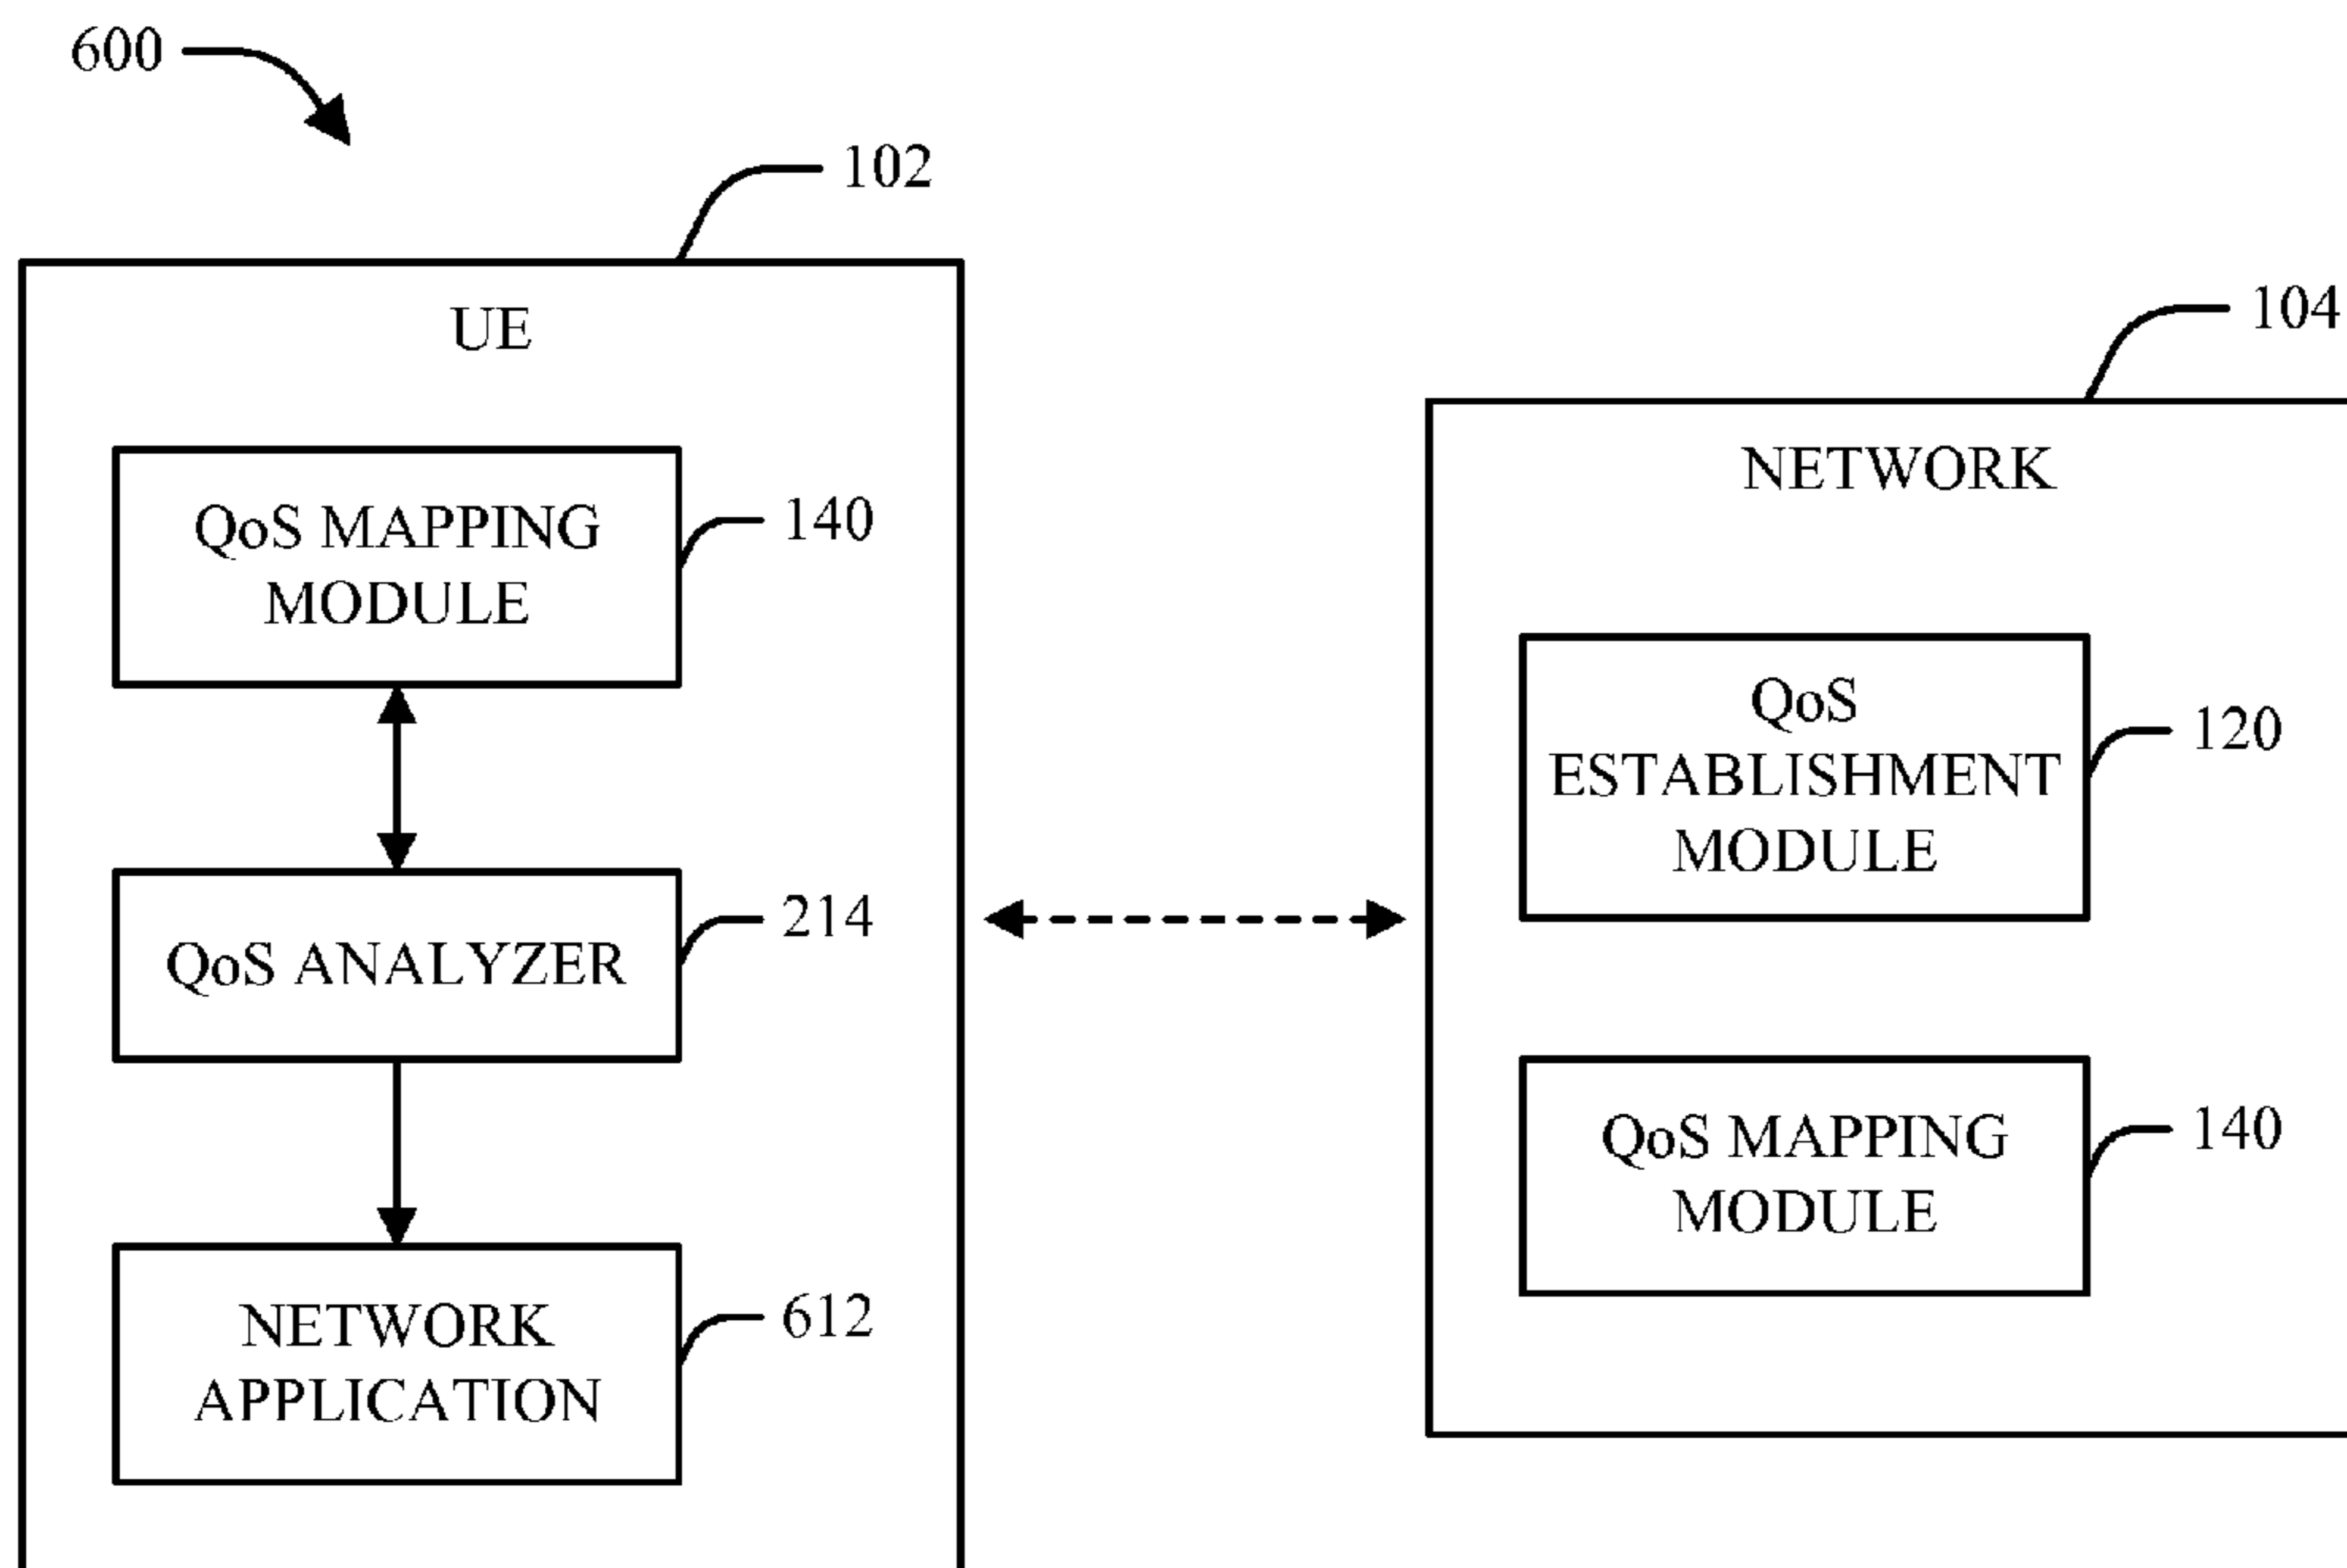 600
102
UE
QoS MAPPING
MODULE
140
QoS ANALYZER
214
NETWORK
APPLICATION
612
104
NETWORK
QoS
ESTABLISHMENT
MODULE
120
QoS MAPPING
MODULE
140